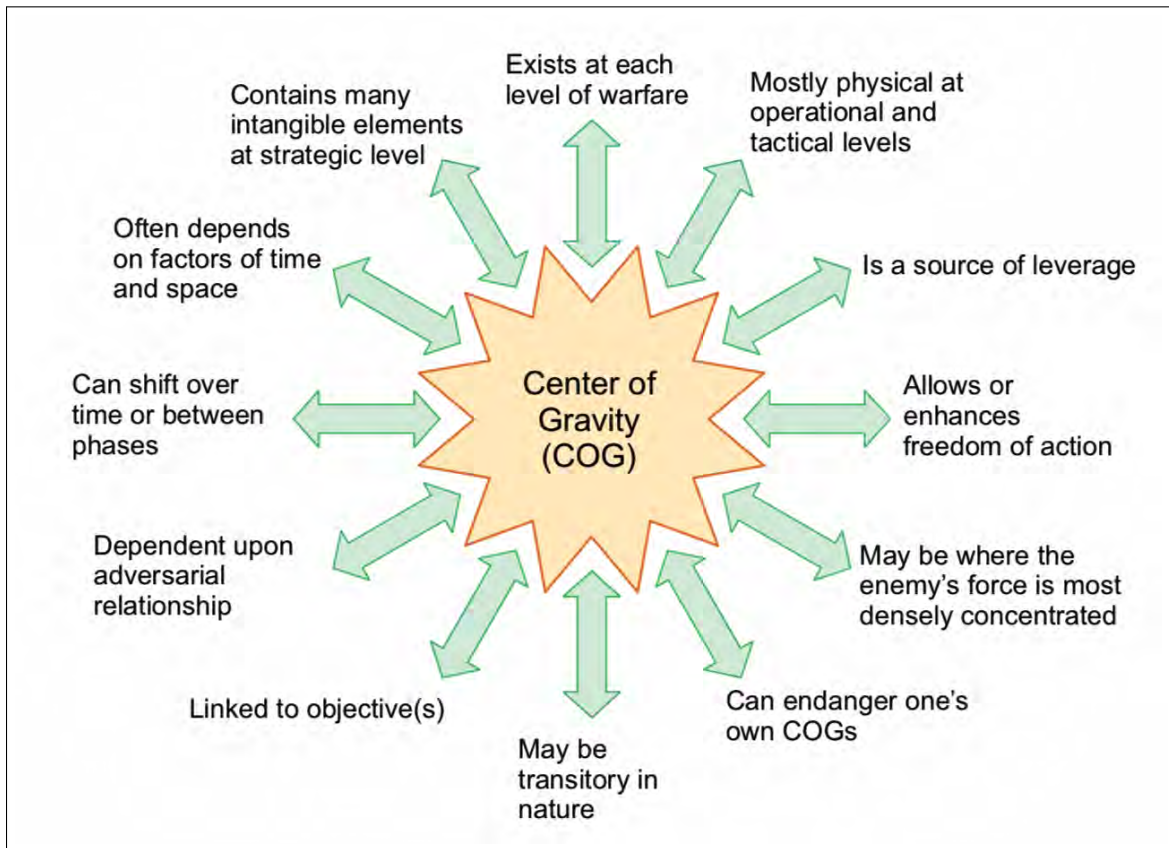 Exists at each
level of warfare
Mostly physical at
operational and
tactical levels
Is a source of leverage
Allows or
enhances
freedom of action
May be where the
enemy’s force is most
densely concentrated
Can endanger one’s
own COGs
May be
transitory in
nature
Linked to objective(s)
Dependent upon
adversarial
relationship
Can shift over
time or between
phases
Often depends
on factors of time
and space
Contains many
intangible elements
at strategic level
Center of
Gravity
(COG)